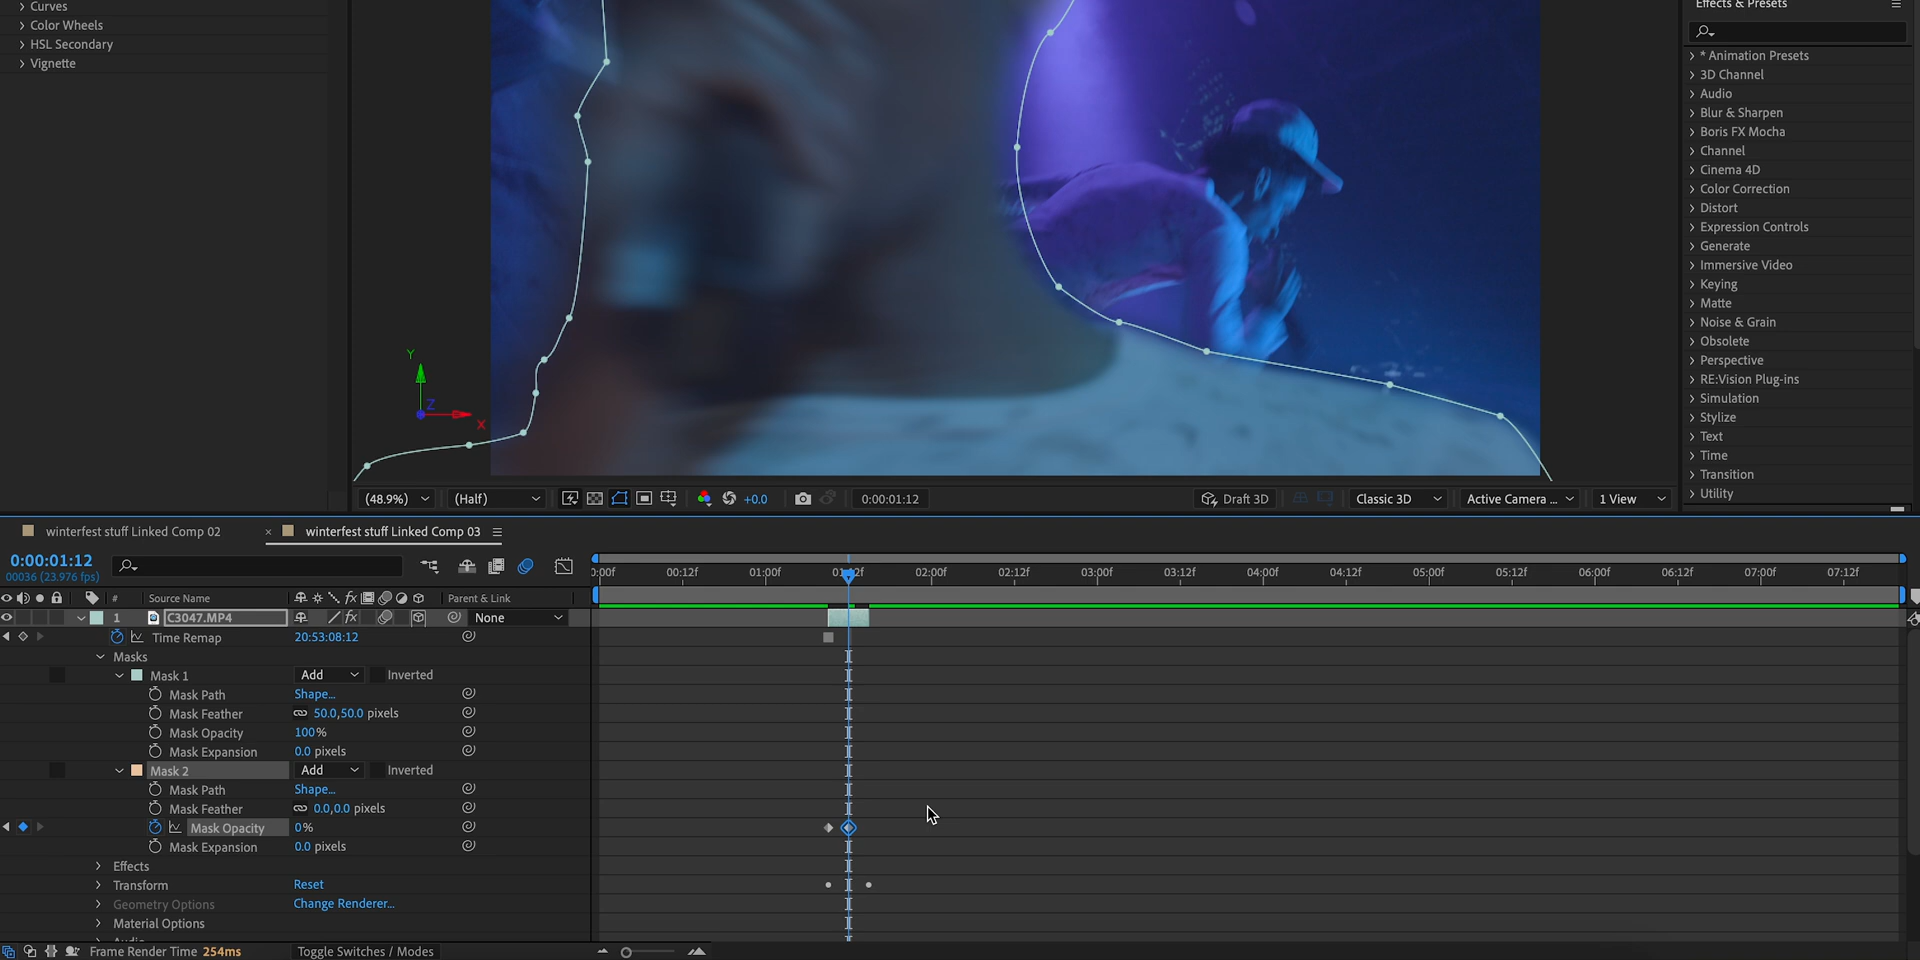 Curves
Color Wheels
HSL Secondary
Vignette
Effects & Presets
* Animation Presets
3D Channel
Audio
Blur & Sharpen
Boris FX Mocha
Channel
Cinema 4D
Color Correction
Distort
Expression Controls
Generate
Immersive Video
Keying
Matte
Noise & Grain
Obsolete
Perspective
RE:Vision Plug-ins
Simulation
Stylize
Text
Time
Transition
Utility
Y
Z
X
(48.9%) (Half) +0.0 0:00:01:12 Draft 3D Classic 3D Active Camera ... 1 View
winterfest stuff Linked Comp 02 × winterfest stuff Linked Comp 03
0:00:01:12
00036 (23.976 fps)
:00f 00:12f 01:00f 01:12f 02:00f 02:12f 03:00f 03:12f 04:00f 04:12f 05:00f 05:12f 06:00f 06:12f 07:00f 07:12f
# Source Name fx Parent & Link
1 C3047.MP4 fx None
Time Remap 20:53:08:12
Masks
Mask 1 Add Inverted
Mask Path Shape...
Mask Feather 50.0,50.0 pixels
Mask Opacity 100%
Mask Expansion 0.0 pixels
Mask 2 Add Inverted
Mask Path Shape...
Mask Feather 0.0,0.0 pixels
Mask Opacity 0%
Mask Expansion 0.0 pixels
Effects
Transform Reset
Geometry Options Change Renderer...
Material Options
Audio
Frame Render Time 254ms Toggle Switches / Modes